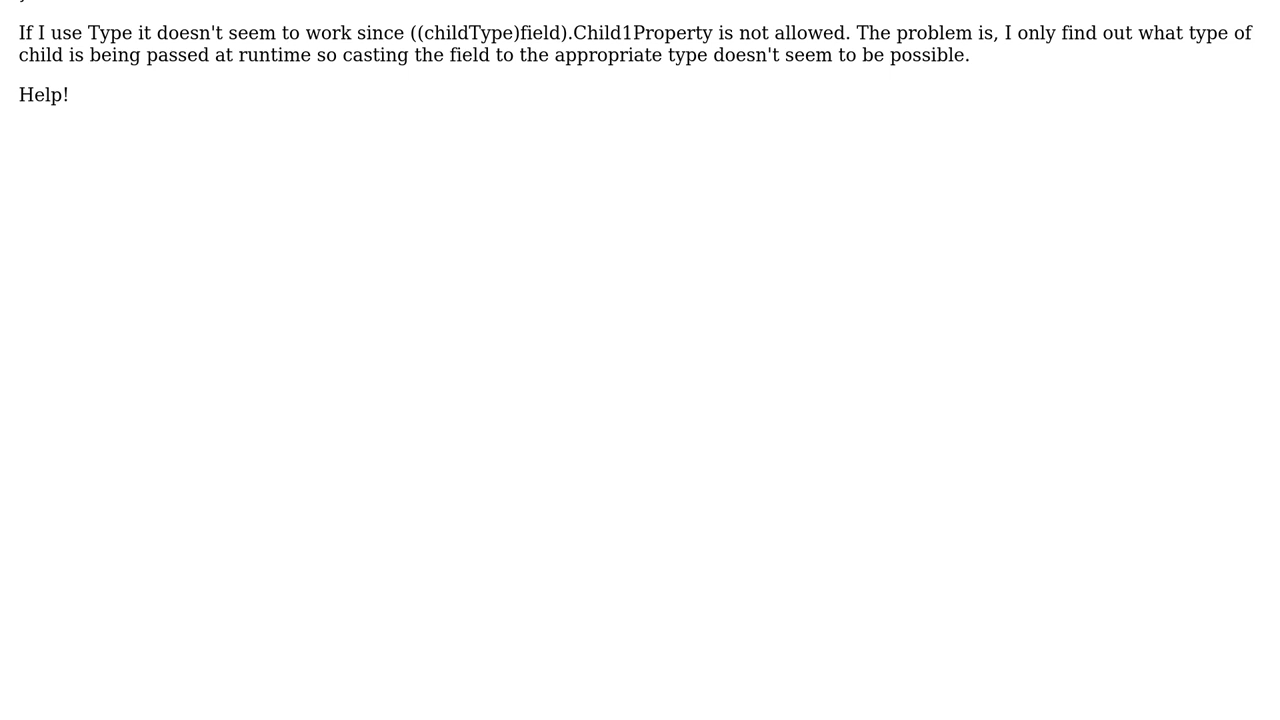 If I use Type it doesn't seem to work since ((childType)field).Child1Property is not allowed. The problem is, I only find out what type of
child is being passed at runtime so casting the field to the appropriate type doesn't seem to be possible.
Help!